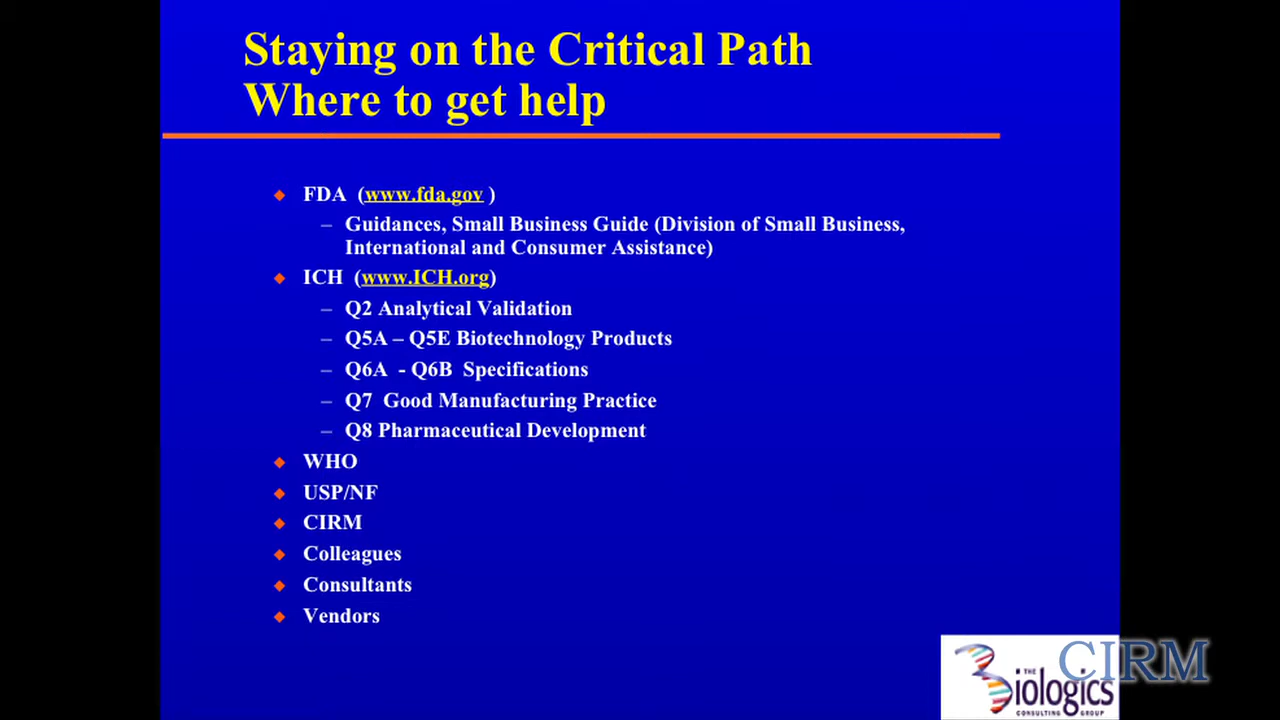 Staying on the Critical Path
Where to get help
◆ FDA (www.fda.gov )
– Guidances, Small Business Guide (Division of Small Business,
International and Consumer Assistance)
◆ ICH (www.ICH.org)
– Q2 Analytical Validation
– Q5A – Q5E Biotechnology Products
– Q6A - Q6B Specifications
– Q7 Good Manufacturing Practice
– Q8 Pharmaceutical Development
◆ WHO
◆ USP/NF
◆ CIRM
◆ Colleagues
◆ Consultants
◆ Vendors
CIRM
THE
Biologics
CONSULTING GROUP